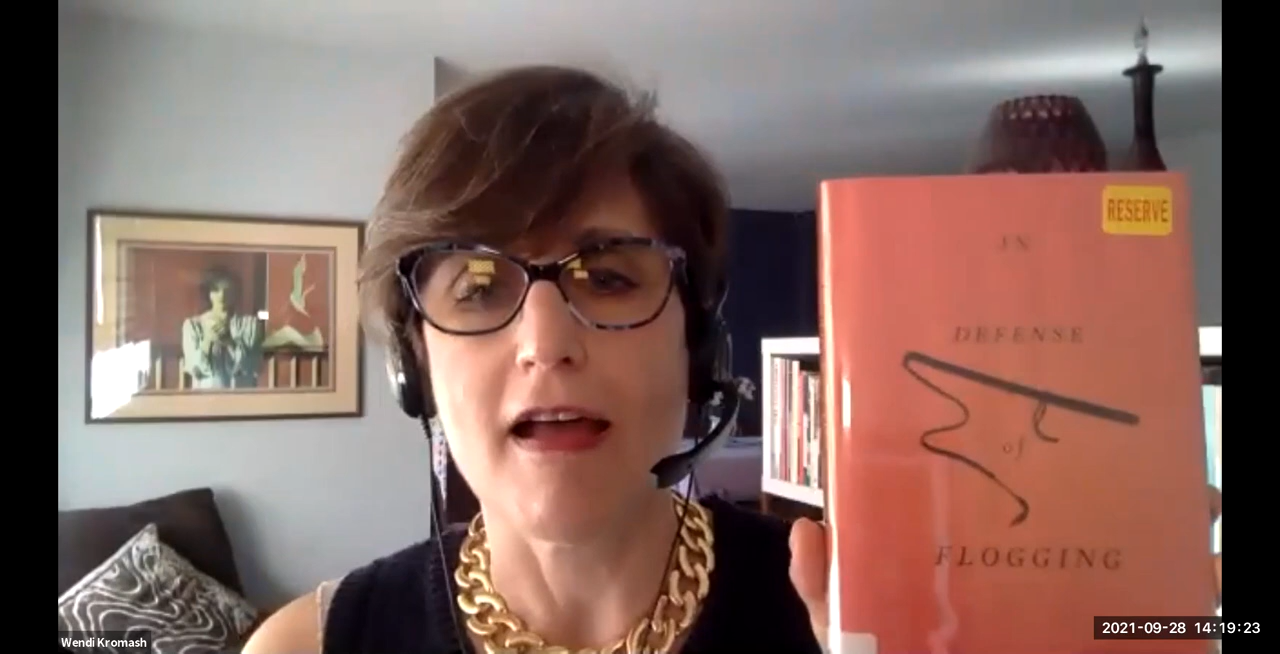 RESERVE
IN
DEFENSE
of
FLOGGING
Wendi Kromash
2021-09-28 14:19:23